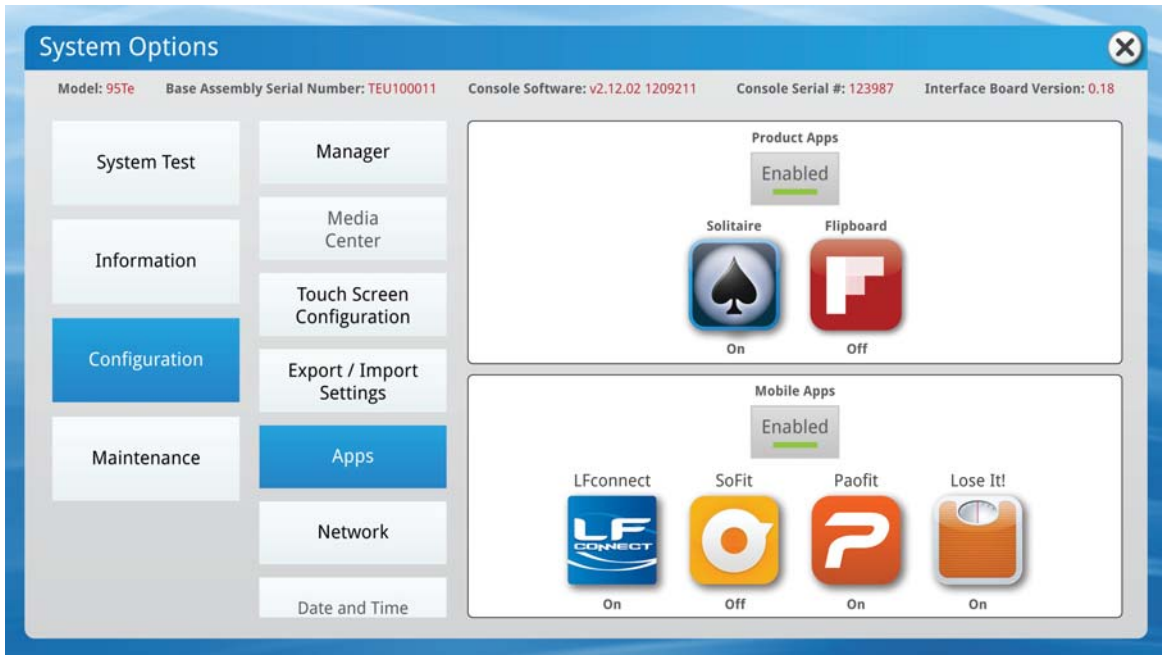 System Options
Model: 95Te Base Assembly Serial Number: TEU100011 Console Software: v2.12.02 1209211 Console Serial #: 123987 Interface Board Version: 0.18
System Test
Information
Configuration
Maintenance
Manager
Media
Center
Touch Screen
Configuration
Export / Import
Settings
Apps
Network
Date and Time
Product Apps
Enabled
Solitaire Flipboard
On Off
Mobile Apps
Enabled
LFconnect SoFit Paofit Lose It!
LF
CONNECT
On Off On On